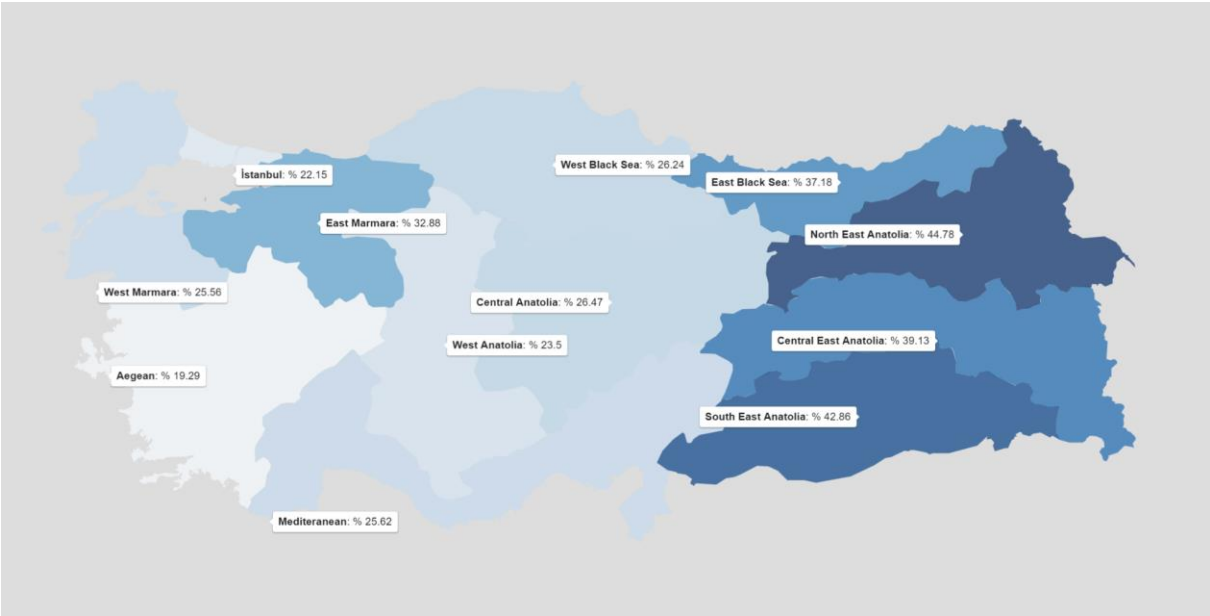 West Black Sea: % 26.24
İstanbul: % 22.15
East Black Sea: % 37.18
East Marmara: % 32.88
North East Anatolia: % 44.78
West Marmara: % 25.56
Central Anatolia: % 26.47
Central East Anatolia: % 39.13
West Anatolia: % 23.5
Aegean: % 19.29
South East Anatolia: % 42.86
Mediteranean: % 25.62